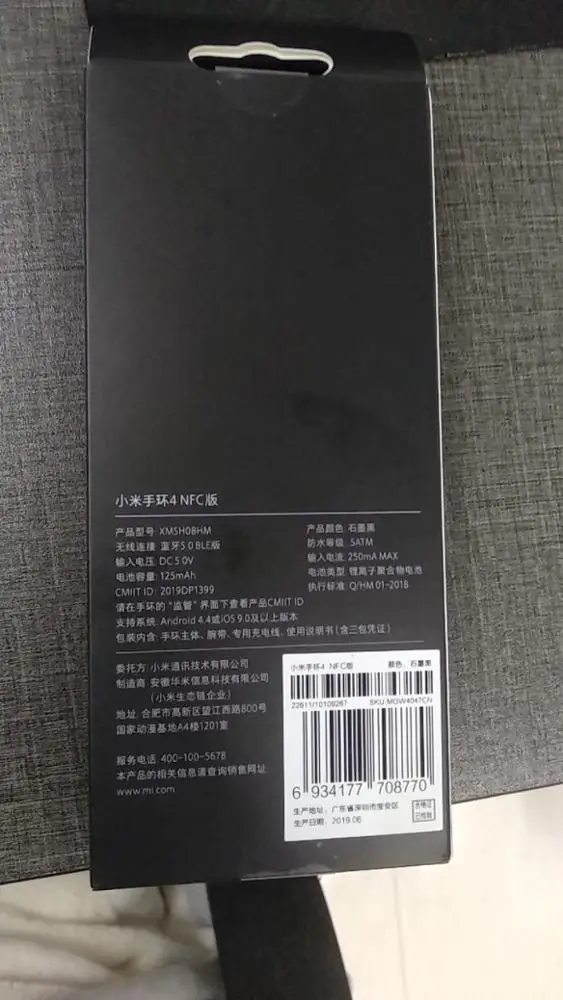 小米手环4 NFC版
产品型号: XMSH08HM
产品颜色: 石墨黑
无线连接: 蓝牙5.0 BLE版
防水等级: 5ATM
输入电压: DC 5.0V
输入电流: 250mA MAX
电池容量: 125mAh
电池类型: 锂离子聚合物电池
CMIIT ID: 2019DP1399
执行标准: Q/HM 01-2018
请在手环的“监管”界面下查看产品CMIIT ID
支持系统: Android 4.4或iOS 9.0及以上版本
包装内含: 手环主体、腕带、专用充电线、使用说明书(含三包凭证)
委托方: 小米通讯技术有限公司
制造商: 安徽华米信息科技有限公司
(小米生态链企业)
地址: 合肥市高新区望江西路800号
国家动漫基地A4楼1201室
服务电话: 400-100-5678
本产品的相关信息请查询销售网址:
www.mi.com
小米手环4 NFC版 颜色: 石墨黑
22611/10109267 SKU:MGW4047CN
6 934177 708770
生产地址: 广东省深圳市宝安区
生产日期: 2019.06
合格证
已检验